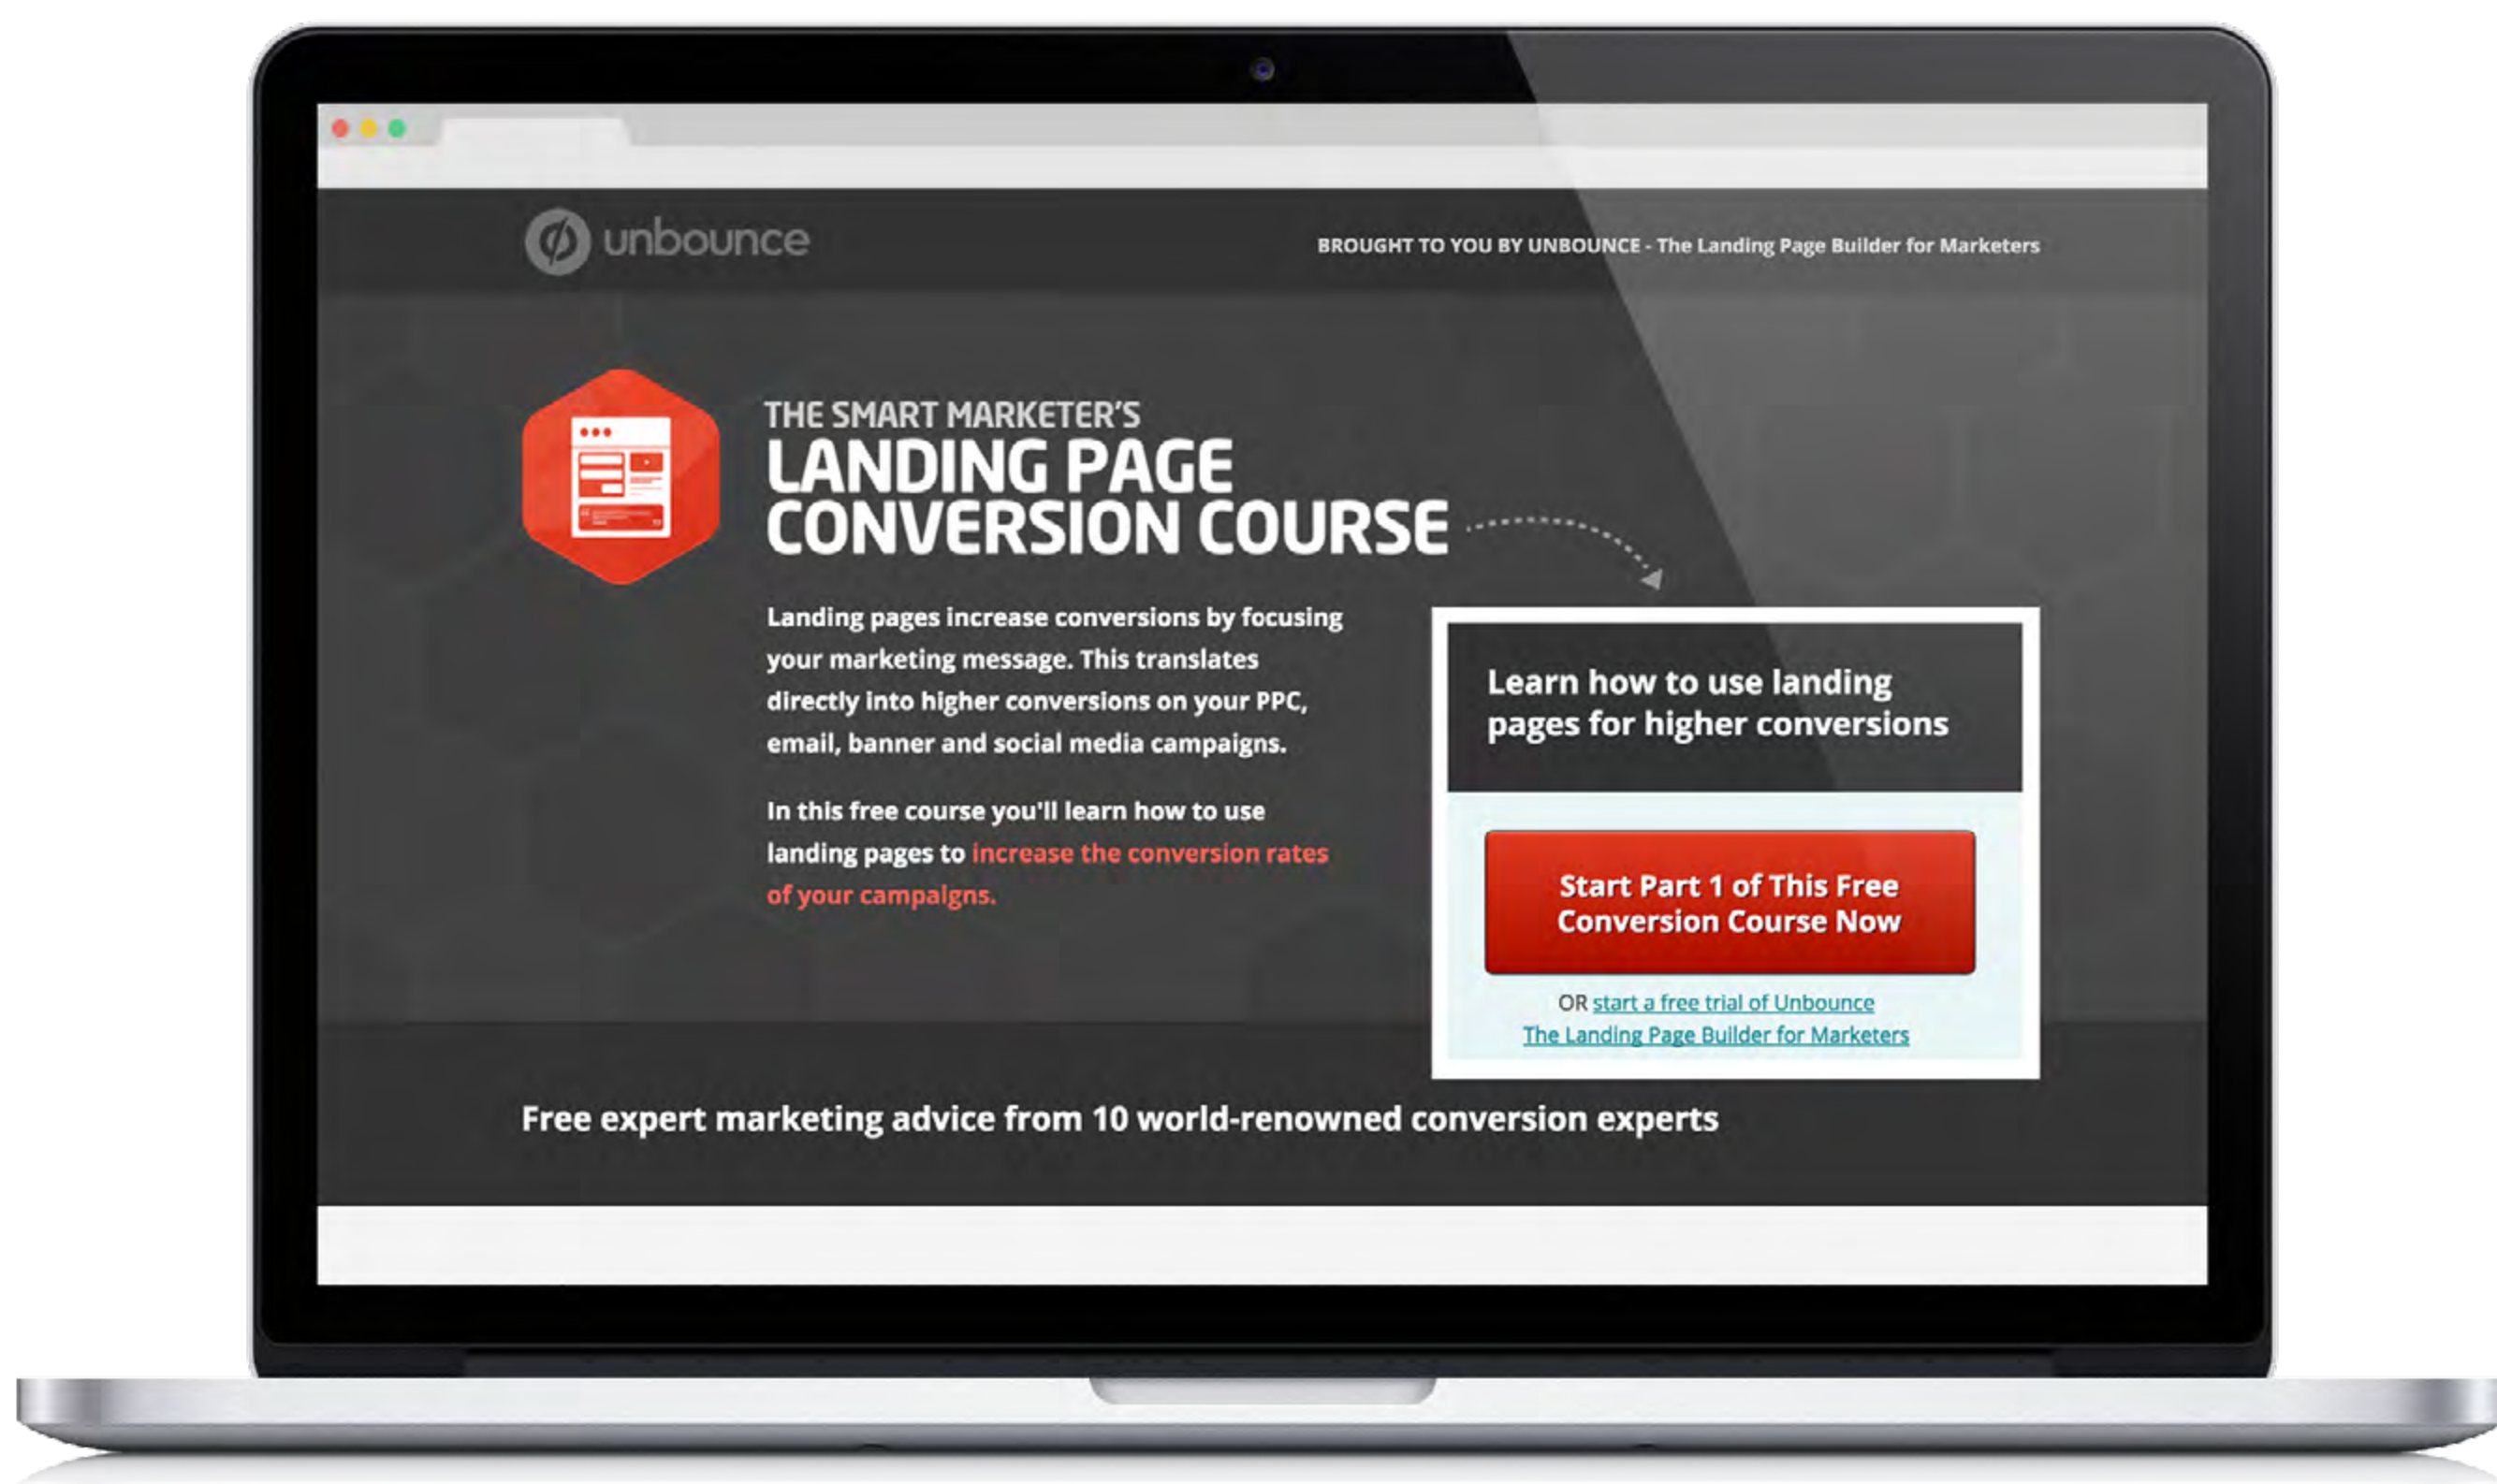 unbounce
BROUGHT TO YOU BY UNBOUNCE - The Landing Page Builder for Marketers
THE SMART MARKETER'S
LANDING PAGE
CONVERSION COURSE
Landing pages increase conversions by focusing
your marketing message. This translates
directly into higher conversions on your PPC,
email, banner and social media campaigns.
In this free course you'll learn how to use
landing pages to increase the conversion rates
of your campaigns.
Learn how to use landing
pages for higher conversions
Start Part 1 of This Free
Conversion Course Now
OR start a free trial of Unbounce
The Landing Page Builder for Marketers
Free expert marketing advice from 10 world-renowned conversion experts